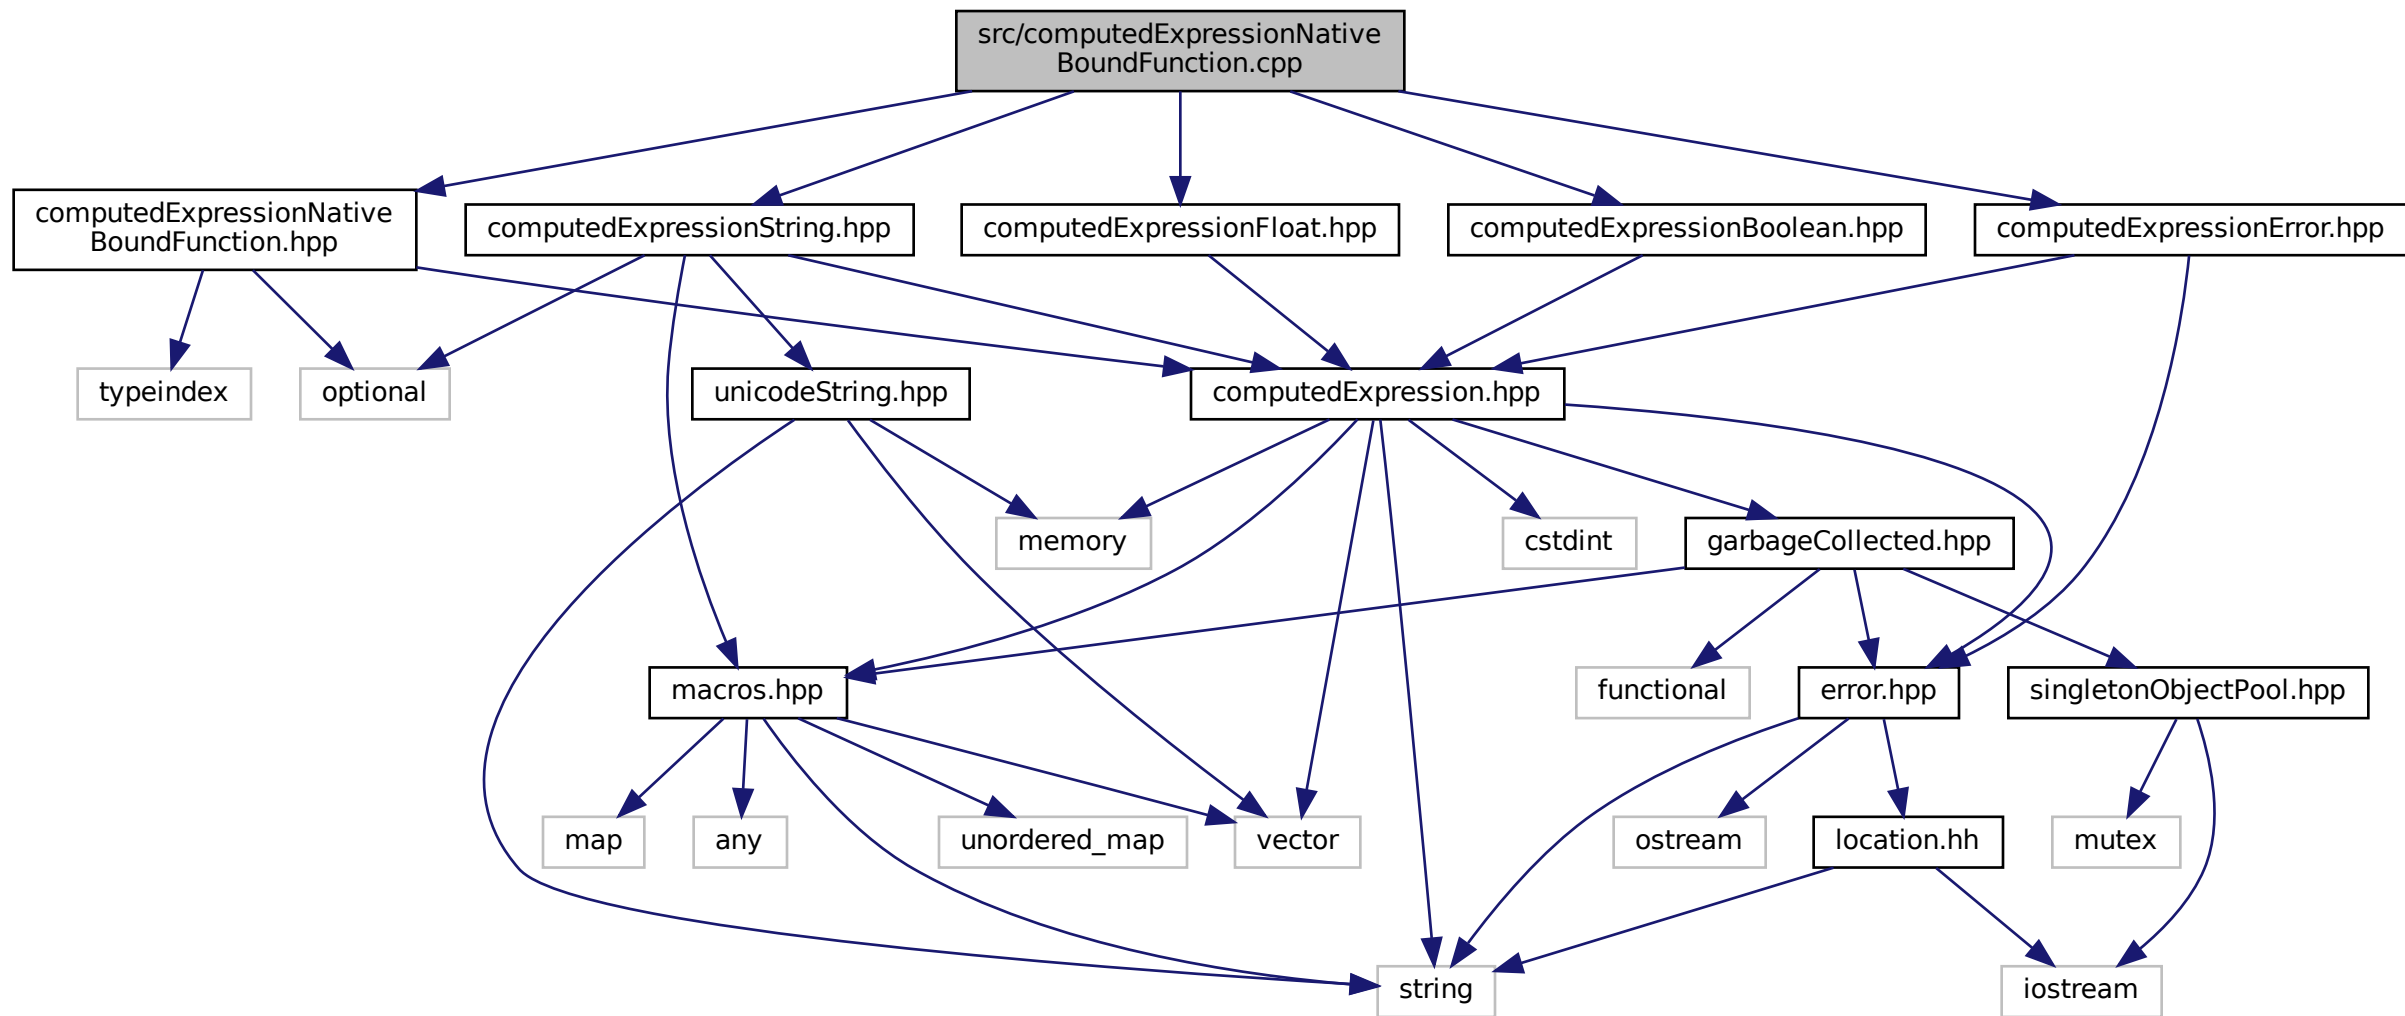 src/computedExpressionNative
BoundFunction.cpp
computedExpressionNative
BoundFunction.hpp
computedExpressionString.hpp
computedExpressionFloat.hpp
computedExpressionBoolean.hpp
computedExpressionError.hpp
typeindex
optional
unicodeString.hpp
computedExpression.hpp
memory
cstdint
garbageCollected.hpp
macros.hpp
functional
error.hpp
singletonObjectPool.hpp
map
any
unordered_map
vector
ostream
location.hh
mutex
string
iostream